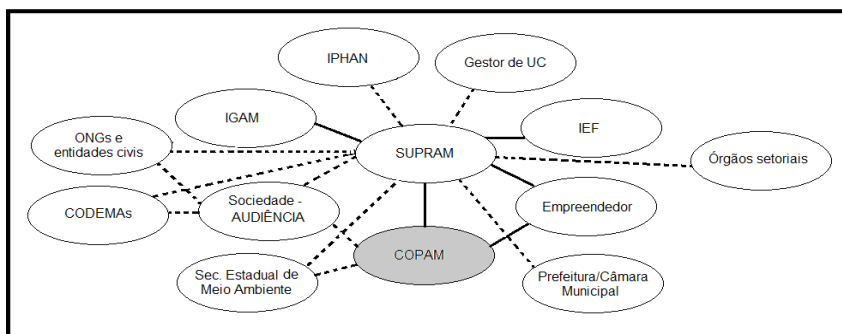 IPHAN
Gestor de UC
IGAM
IEF
ONGs e
entidades civis
SUPRAM
Órgãos setoriais
CODEMAs
Sociedade -
AUDIÊNCIA
Empreendedor
COPAM
Sec. Estadual de
Meio Ambiente
Prefeitura/Câmara
Municipal